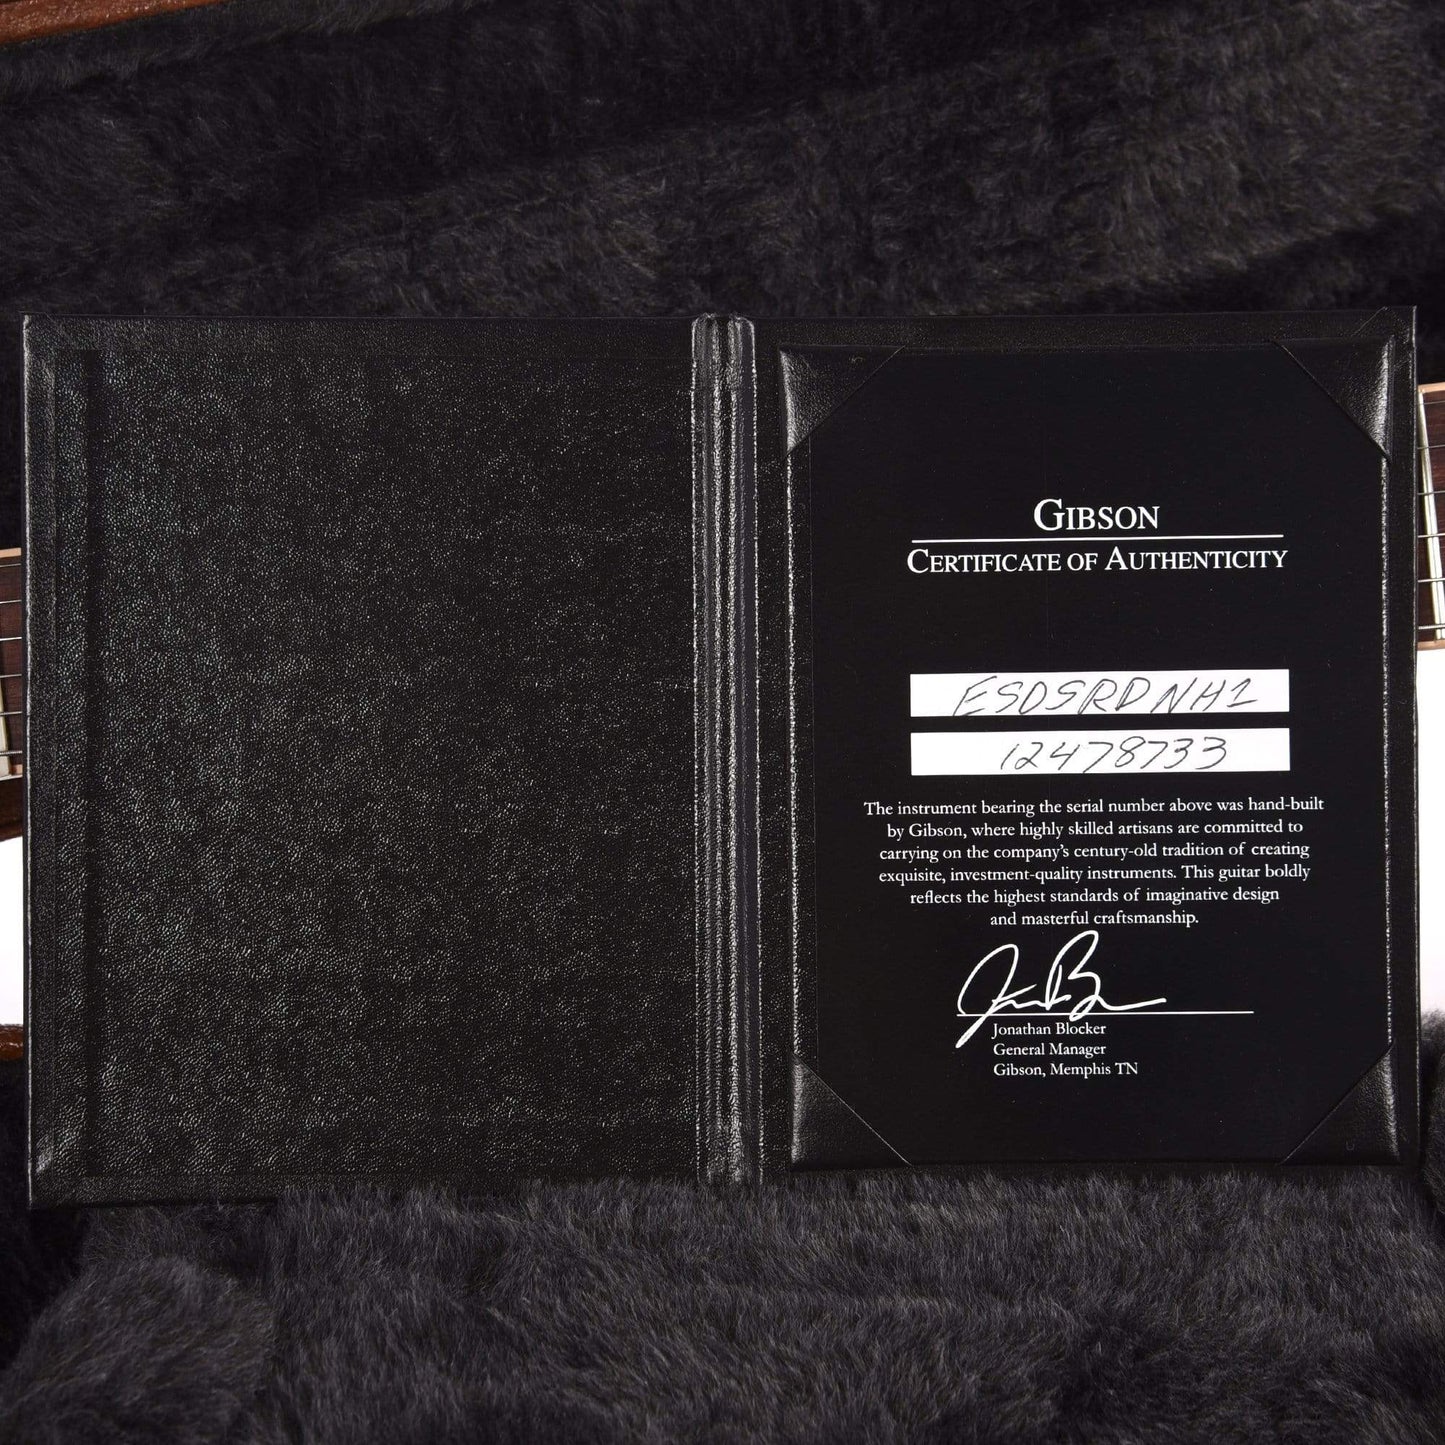 GIBSON
CERTIFICATE OF AUTHENTICITY
ESDSRDNH1
12478733
The instrument bearing the serial number above was hand-built
by Gibson, where highly skilled artisans are committed to
carrying on the company's century-old tradition of creating
exquisite, investment-quality instruments. This guitar boldly
reflects the highest standards of imaginative design
and masterful craftsmanship.
Jonathan Blocker
General Manager
Gibson, Memphis TN